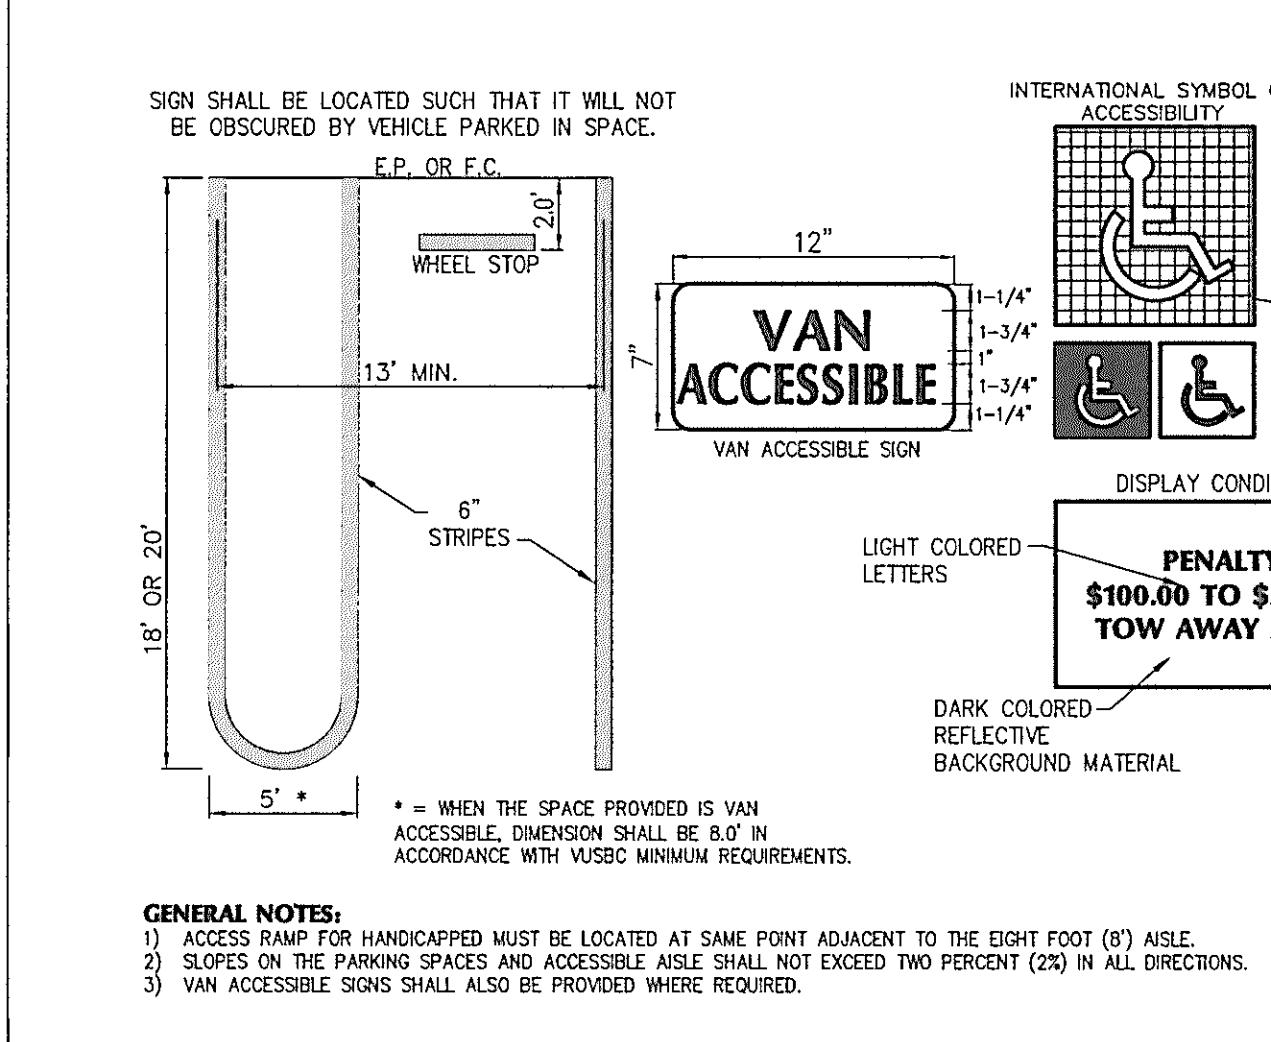 SIGN SHALL BE LOCATED SUCH THAT IT WILL NOT
BE OBSCURED BY VEHICLE PARKED IN SPACE.
E.P. OR F.C.
2.0'
WHEEL STOP
13' MIN.
18' OR 20'
6"
STRIPES
5' *
* = WHEN THE SPACE PROVIDED IS VAN
ACCESSIBLE, DIMENSION SHALL BE 8.0' IN
ACCORDANCE WITH VUSBC MINIMUM REQUIREMENTS.
12"
7"
VAN
ACCESSIBLE
1-1/4"
1-3/4"
1"
1-3/4"
1-1/4"
VAN ACCESSIBLE SIGN
INTERNATIONAL SYMBOL
ACCESSIBILITY
DISPLAY CONDI
PENALTY
$100.00 TO $
TOW AWAY
LIGHT COLORED
LETTERS
DARK COLORED
REFLECTIVE
BACKGROUND MATERIAL
GENERAL NOTES:
1) ACCESS RAMP FOR HANDICAPPED MUST BE LOCATED AT SAME POINT ADJACENT TO THE EIGHT FOOT (8') AISLE.
2) SLOPES ON THE PARKING SPACES AND ACCESSIBLE AISLE SHALL NOT EXCEED TWO PERCENT (2%) IN ALL DIRECTIONS.
3) VAN ACCESSIBLE SIGNS SHALL ALSO BE PROVIDED WHERE REQUIRED.